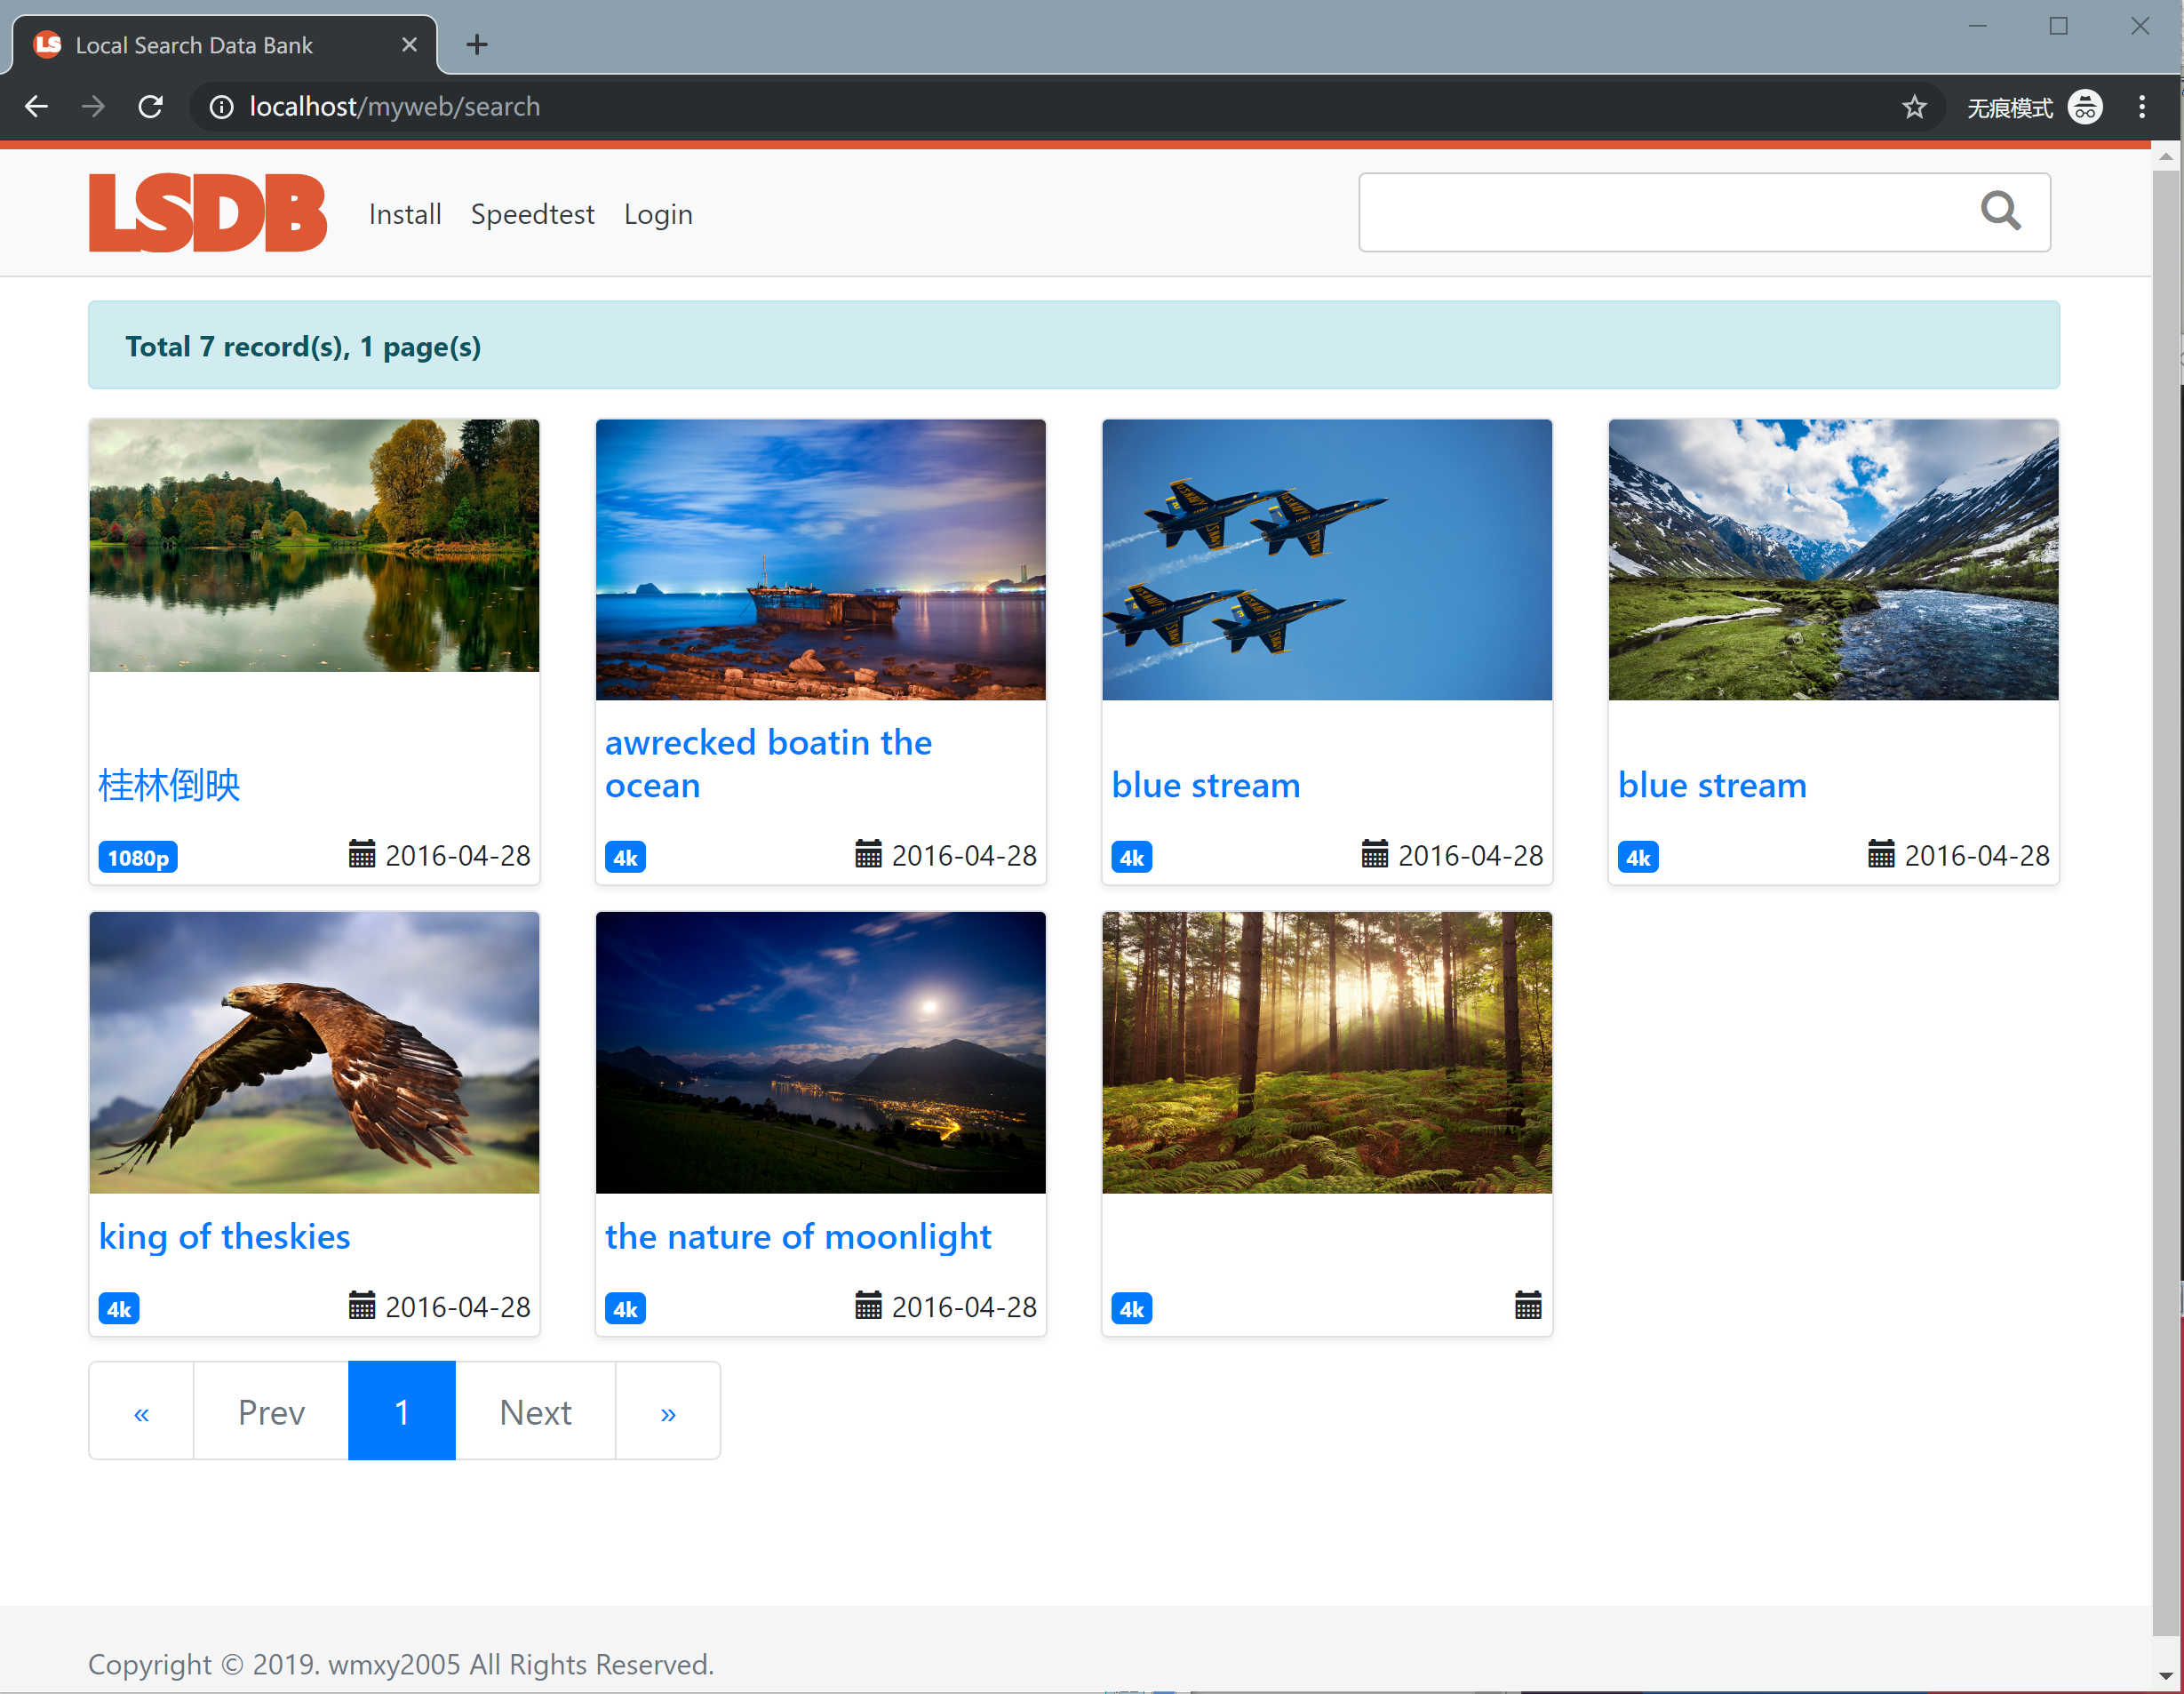 LS Local Search Data Bank
localhost/myweb/search
无痕模式
LSDB Install Speedtest Login
Total 7 record(s), 1 page(s)
桂林倒映
1080p 2016-04-28
awrecked boatin the
ocean
4k 2016-04-28
blue stream
4k 2016-04-28
blue stream
4k 2016-04-28
king of theskies
4k 2016-04-28
the nature of moonlight
4k 2016-04-28
4k
« Prev 1 Next »
Copyright © 2019. wmxy2005 All Rights Reserved.